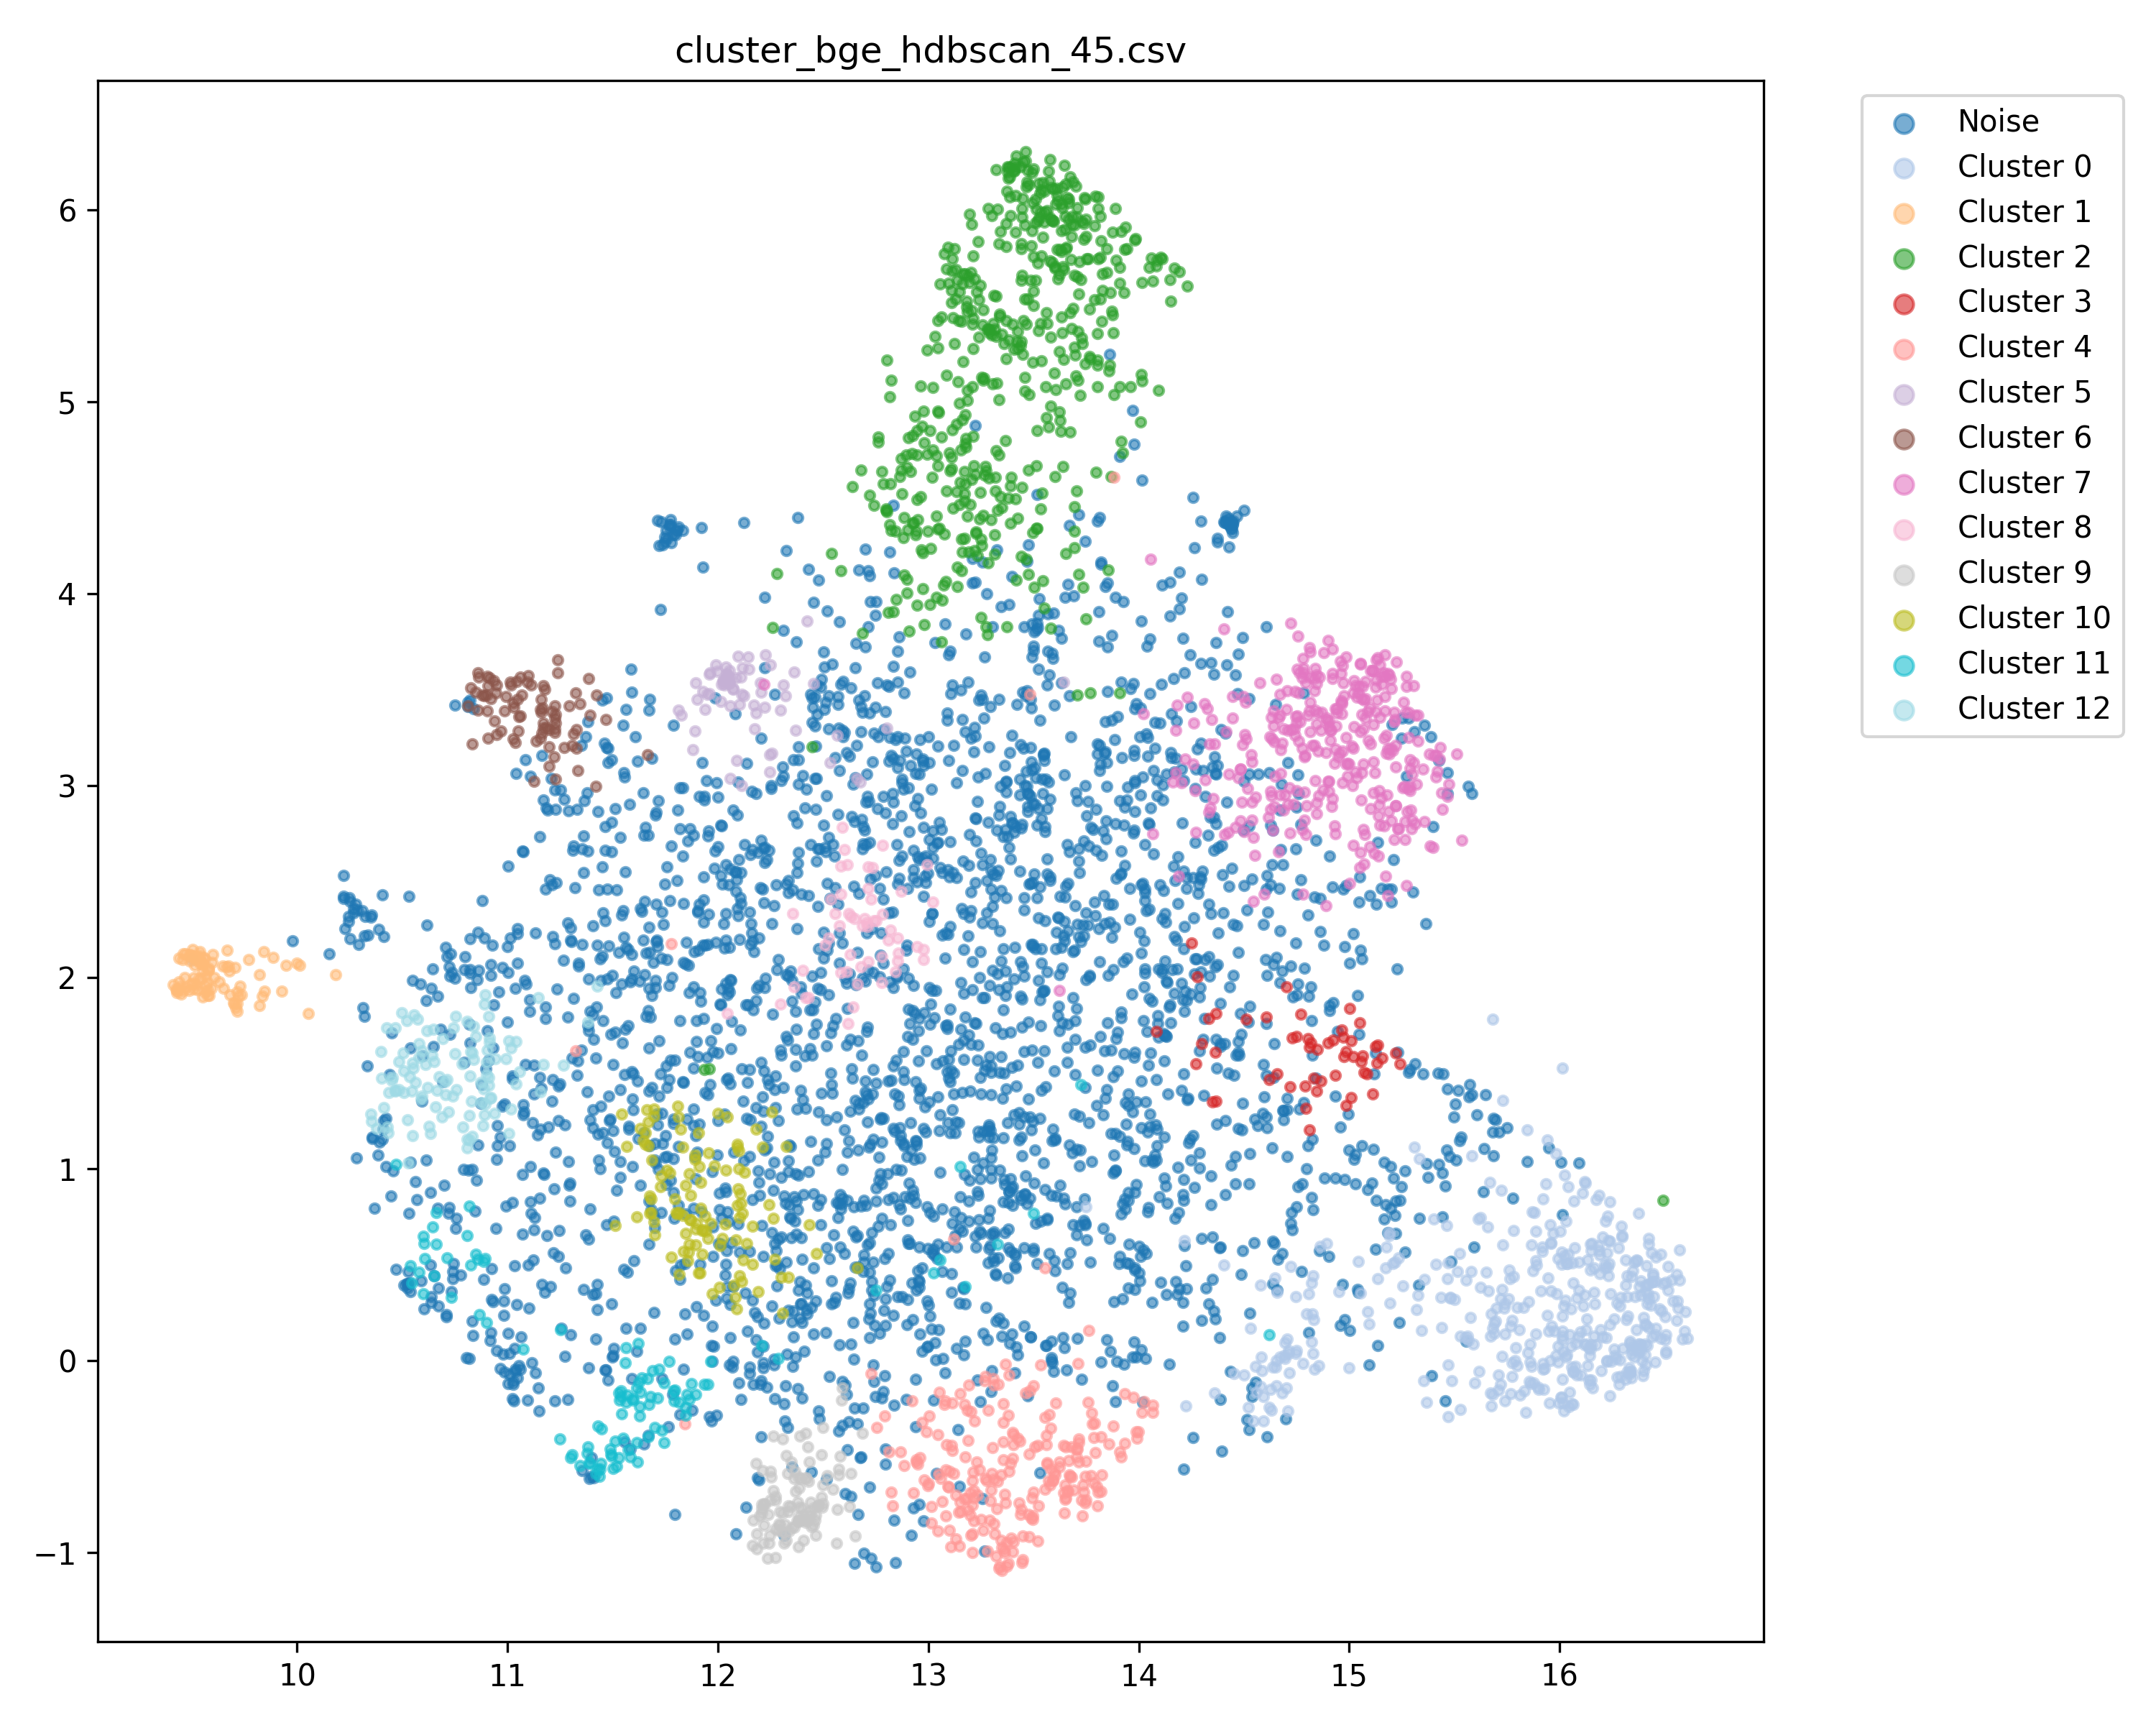 cluster_bge_hdbscan_45.csv
6
5
4
3
2
1
0
−1
10 11 12 13 14 15 16
Noise
Cluster 0
Cluster 1
Cluster 2
Cluster 3
Cluster 4
Cluster 5
Cluster 6
Cluster 7
Cluster 8
Cluster 9
Cluster 10
Cluster 11
Cluster 12